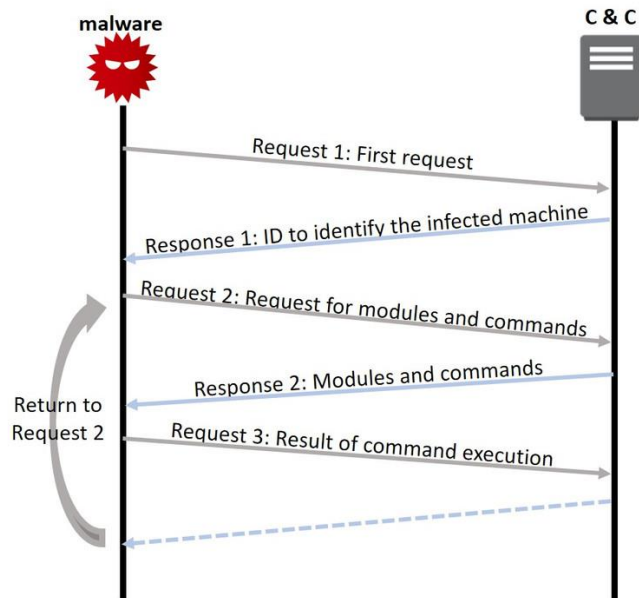 malware
C & C
Request 1: First request
Response 1: ID to identify the infected machine
Request 2: Request for modules and commands
Response 2: Modules and commands
Return to
Request 2
Request 3: Result of command execution